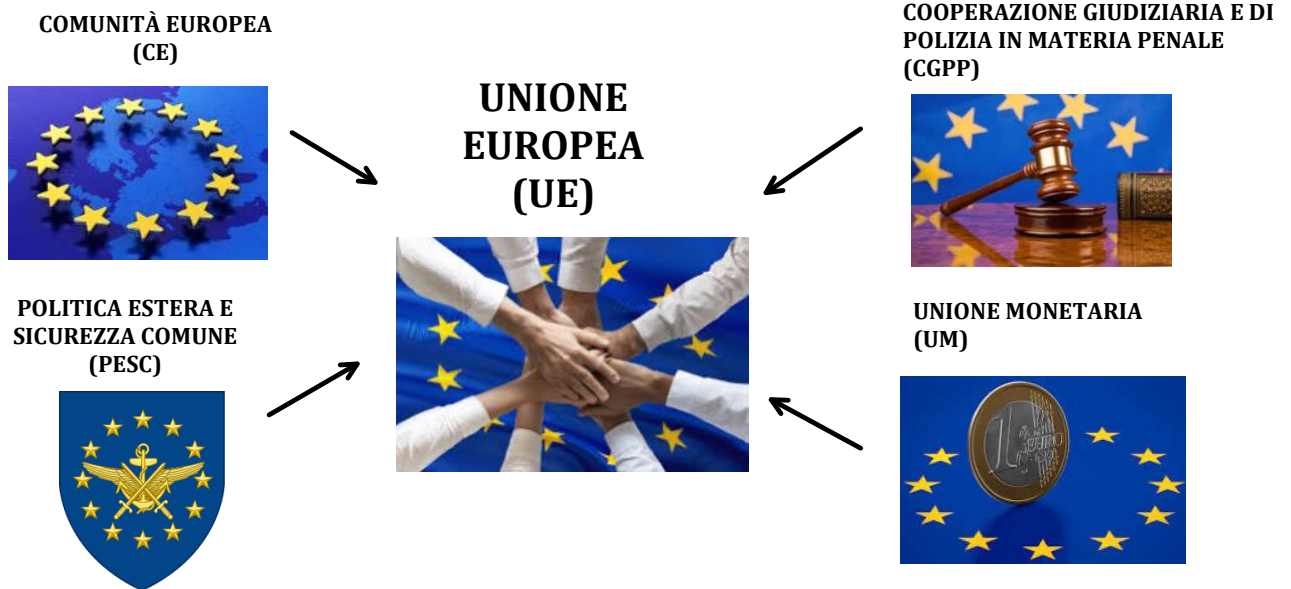 COMUNITÀ EUROPEA
(CE)
UNIONE
EUROPEA
(UE)
COOPERAZIONE GIUDIZIARIA E DI
POLIZIA IN MATERIA PENALE
(CGPP)
POLITICA ESTERA E
SICUREZZA COMUNE
(PESC)
UNIONE MONETARIA
(UM)
1